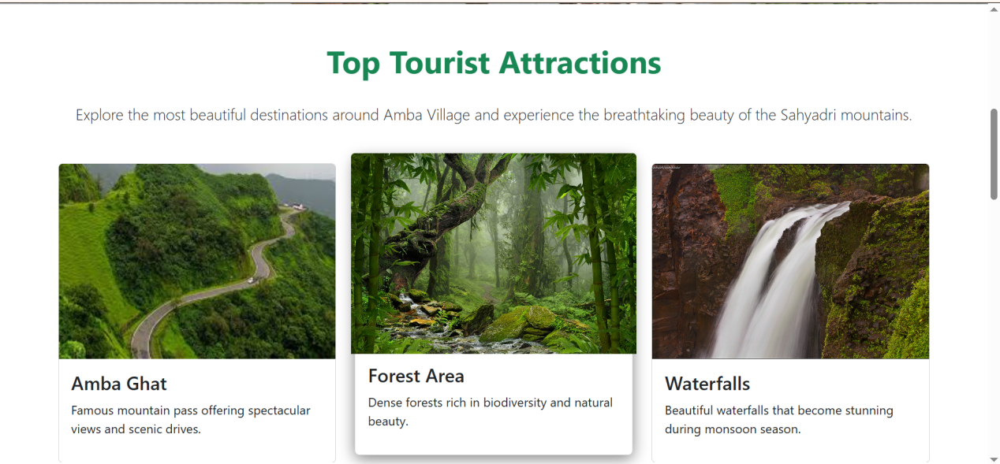 Top Tourist Attractions
Explore the most beautiful destinations around Amba Village and experience the breathtaking beauty of the Sahyadri mountains.
Amba Ghat
Famous mountain pass offering spectacular
views and scenic drives.
Forest Area
Dense forests rich in biodiversity and natural
beauty.
Waterfalls
Beautiful waterfalls that become stunning
during monsoon season.